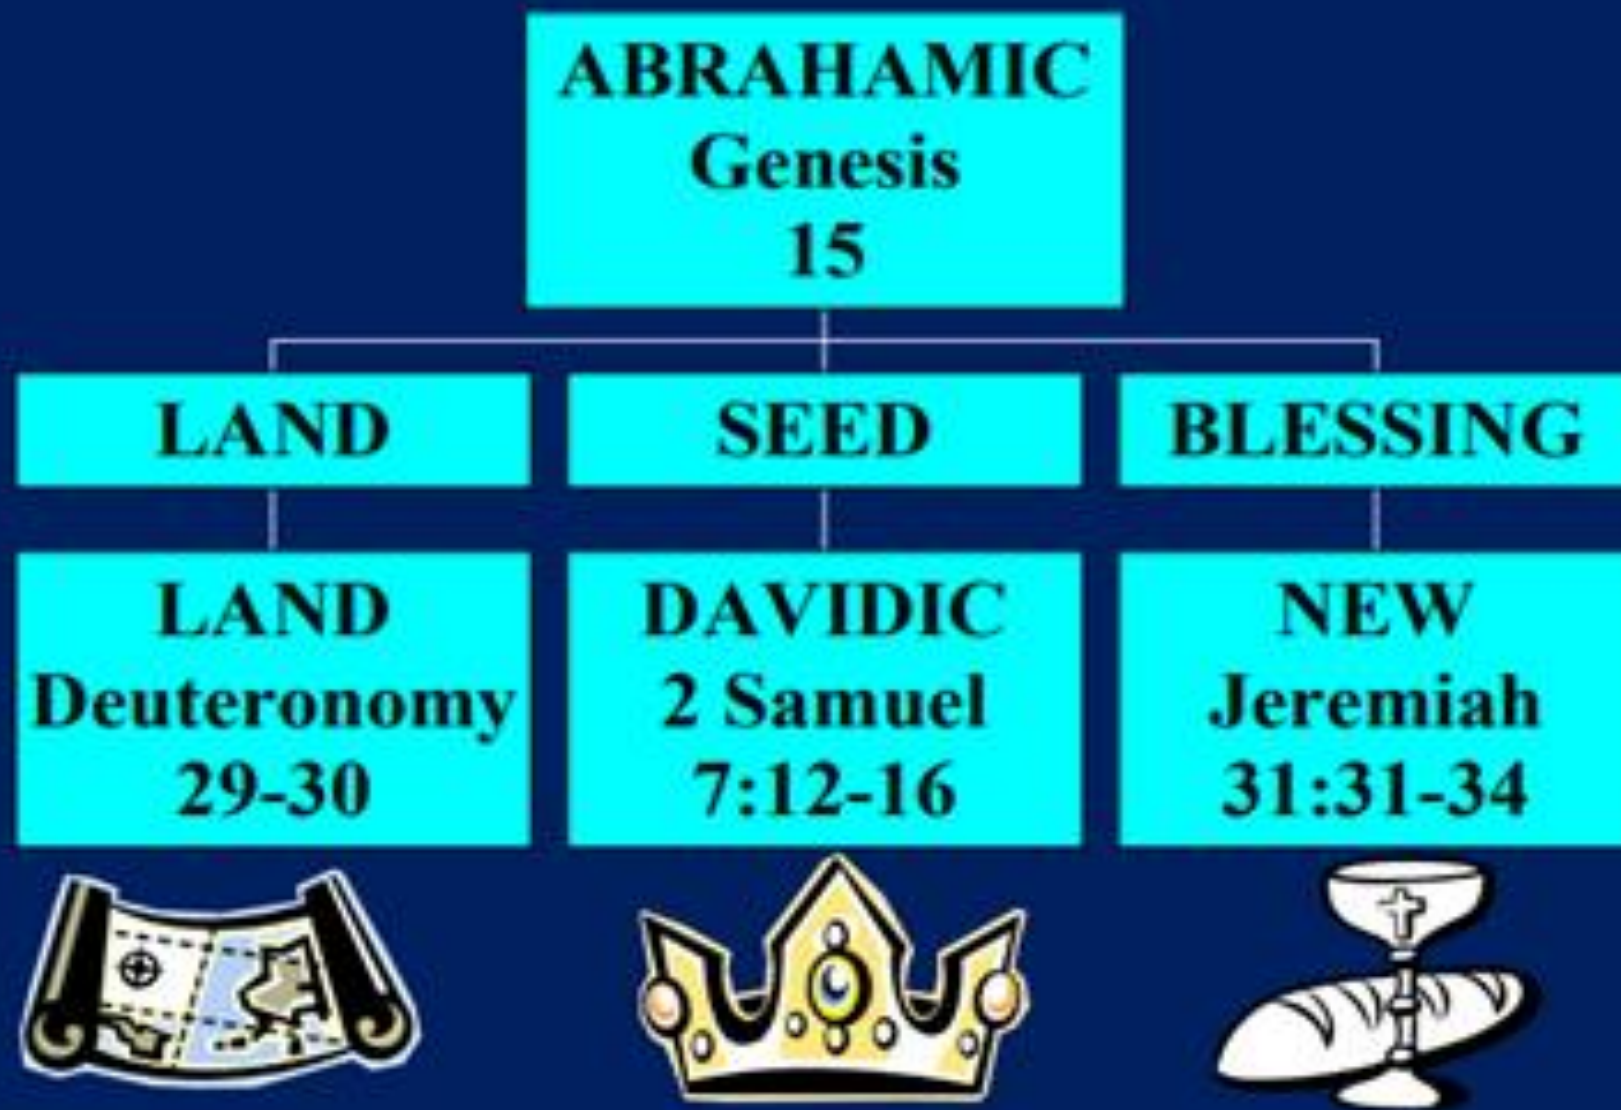 ABRAHAMIC
Genesis
15
LAND
SEED
BLESSING
LAND
Deuteronomy
29-30
DAVIDIC
2 Samuel
7:12-16
NEW
Jeremiah
31:31-34